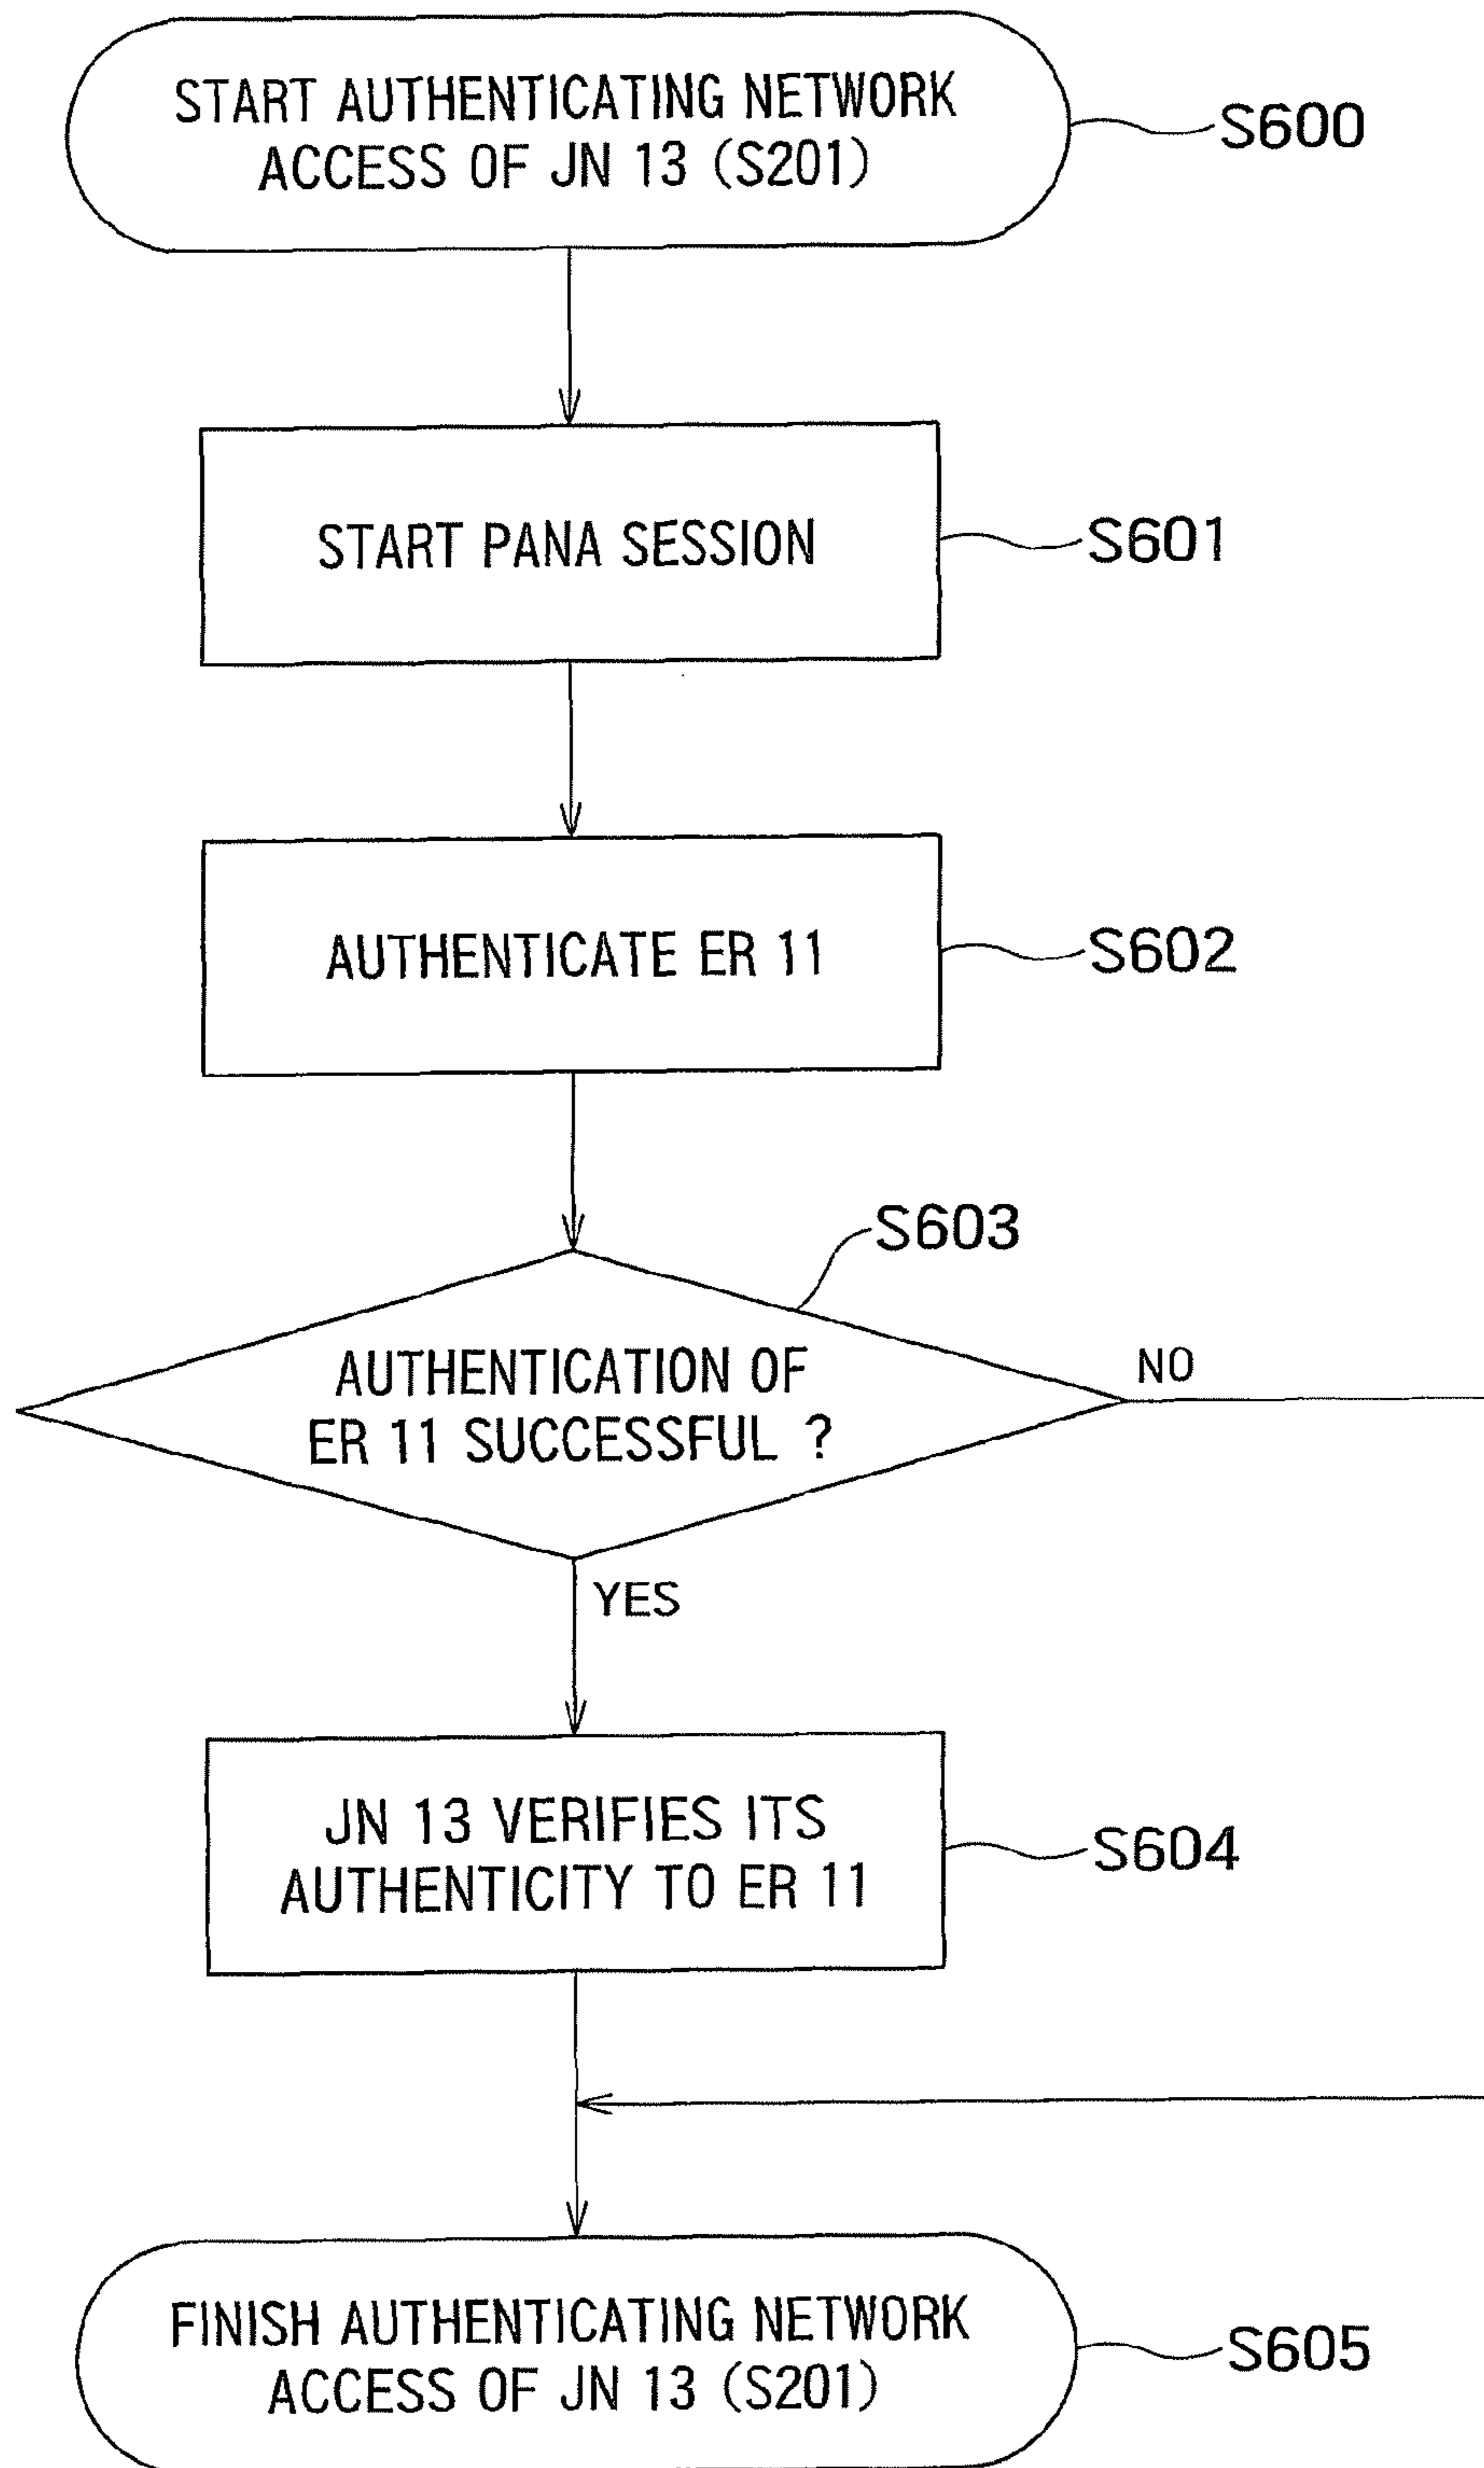 START AUTHENTICATING NETWORK
ACCESS OF JN 13 (S201)
S600
START PANA SESSION
S601
AUTHENTICATE ER 11
S602
S603
AUTHENTICATION OF
ER 11 SUCCESSFUL ?
NO
YES
JN 13 VERIFIES ITS
AUTHENTICITY TO ER 11
S604
FINISH AUTHENTICATING NETWORK
ACCESS OF JN 13 (S201)
S605